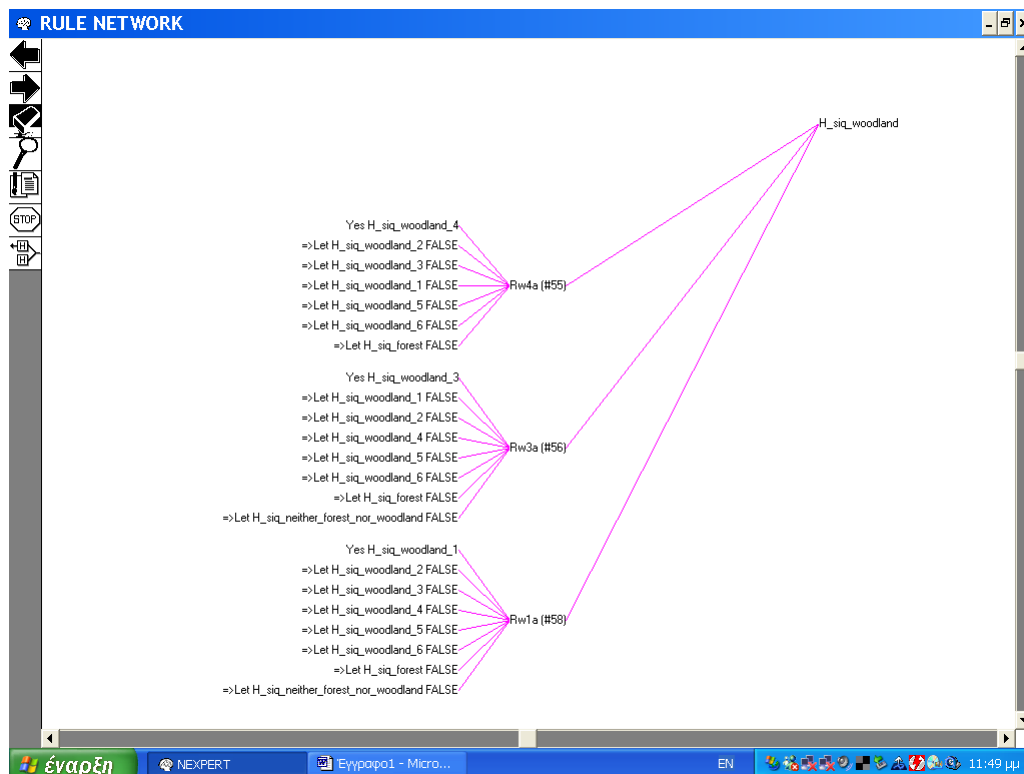 RULE NETWORK
H_siq_woodland
Yes H_siq_woodland_4
=>Let H_siq_woodland_2 FALSE
=>Let H_siq_woodland_3 FALSE
=>Let H_siq_woodland_1 FALSE
Rw4a (#55)
=>Let H_siq_woodland_5 FALSE
=>Let H_siq_woodland_6 FALSE
=>Let H_siq_forest FALSE
Yes H_siq_woodland_3
=>Let H_siq_woodland_1 FALSE
=>Let H_siq_woodland_2 FALSE
=>Let H_siq_woodland_4 FALSE
Rw3a (#56)
=>Let H_siq_woodland_5 FALSE
=>Let H_siq_woodland_6 FALSE
=>Let H_siq_forest FALSE
=>Let H_siq_neither_forest_nor_woodland FALSE
Yes H_siq_woodland_1
=>Let H_siq_woodland_2 FALSE
=>Let H_siq_woodland_3 FALSE
=>Let H_siq_woodland_4 FALSE
Rw1a (#58)
=>Let H_siq_woodland_5 FALSE
=>Let H_siq_woodland_6 FALSE
=>Let H_siq_forest FALSE
=>Let H_siq_neither_forest_nor_woodland FALSE
STOP
H
H
έναρξη
NEXPERT
Έγγραφο1 - Micro...
EN
11:49 μμ